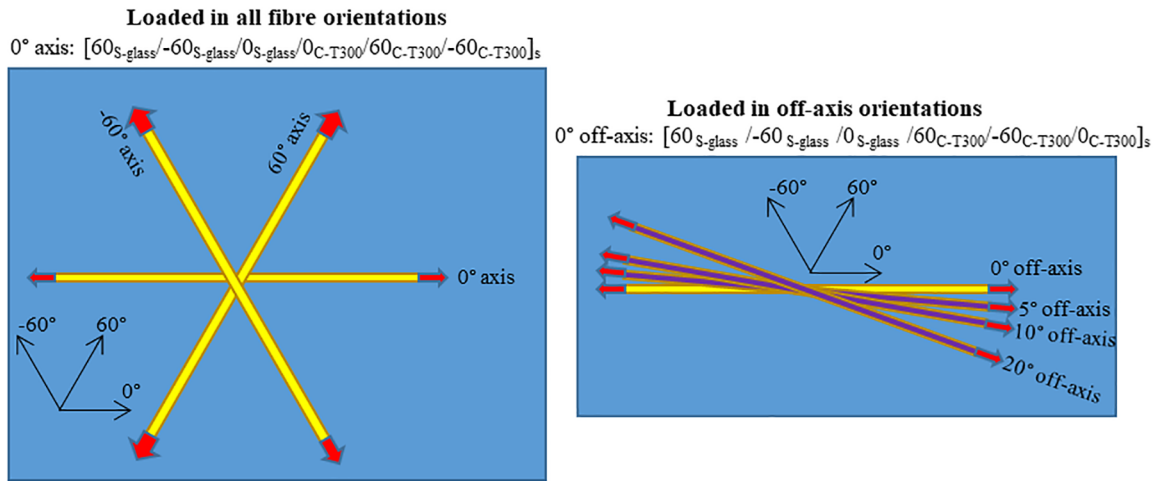 Loaded in all fibre orientations
0° axis: [60S-glass/-60S-glass/0S-glass/0C-T300/60C-T300/-60C-T300]s
-60° axis
60° axis
0° axis
-60°
60°
0°
Loaded in off-axis orientations
0° off-axis: [60 S-glass /-60 S-glass /0 S-glass /60C-T300/-60C-T300/0C-T300]s
-60°
60°
0°
0° off-axis
5° off-axis
10° off-axis
20° off-axis